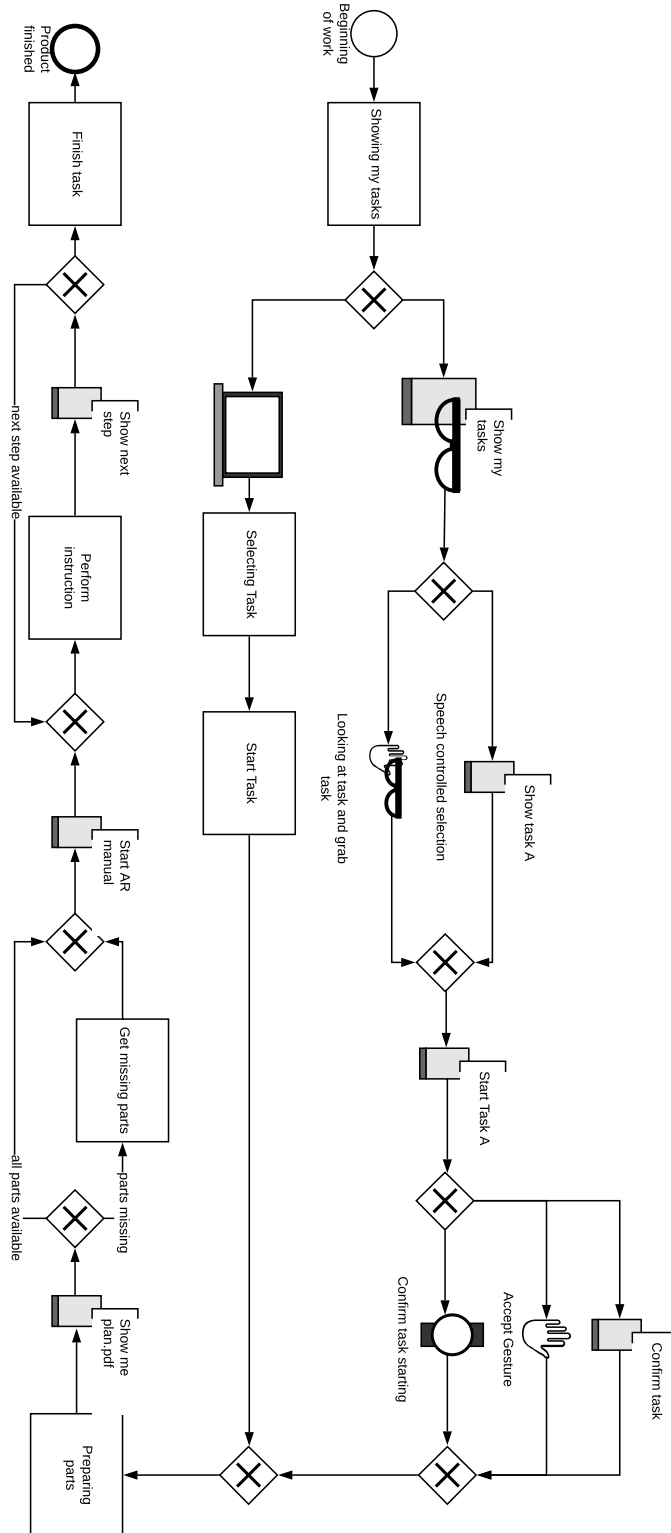 Beginning
of work
Showing my tasks
Show my
tasks
Speech controlled selection
Show task A
Looking at task and grab
task
Start Task A
Confirm task
Accept Gesture
Confirm task starting
Selecting Task
Start Task
Preparing
parts
Show me
plan.pdf
parts missing
all parts available
Get missing parts
Start AR
manual
Perform
instruction
Show next
step
next step available
Finish task
Product
finished